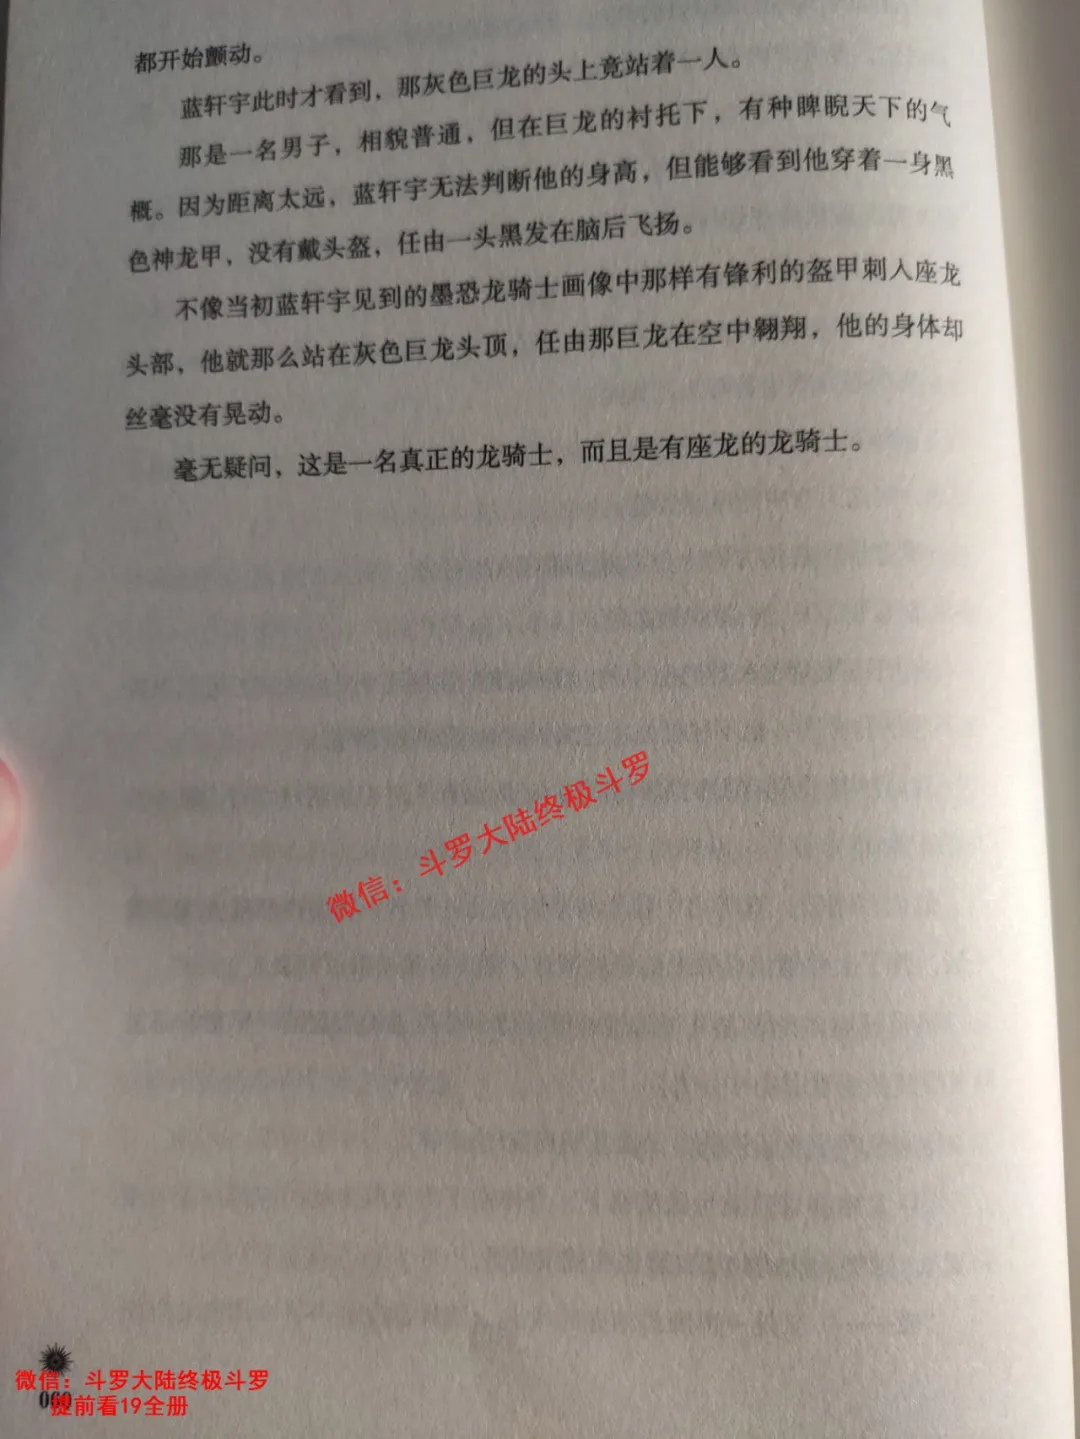 都开始颤动。
蓝轩宇此时才看到，那灰色巨龙的头上竟站着一人。
那是一名男子，相貌普通，但在巨龙的衬托下，有种睥睨天下的气
概。因为距离太远，蓝轩宇无法判断他的身高，但能够看到他穿着一身黑
色神龙甲，没有戴头盔，任由一头黑发在脑后飞扬。
不像当初蓝轩宇见到的墨恐龙骑士画像中那样有锋利的盔甲刺入座龙
头部，他就那么站在灰色巨龙头顶，任由那巨龙在空中翱翔，他的身体却
丝毫没有晃动。
毫无疑问，这是一名真正的龙骑士，而且是有座龙的龙骑士。
微信：斗罗大陆终极斗罗
微信：斗罗大陆终极斗罗
提前看19全册